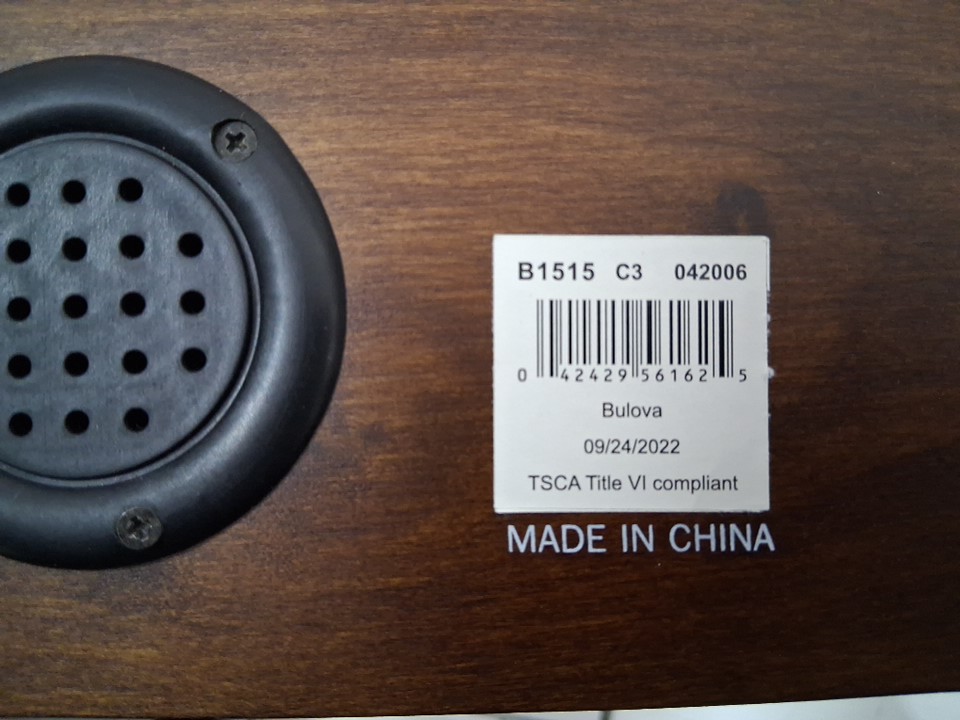 B1515 C3 042006
0 42429 56162 5
Bulova
09/24/2022
TSCA Title VI compliant
MADE IN CHINA